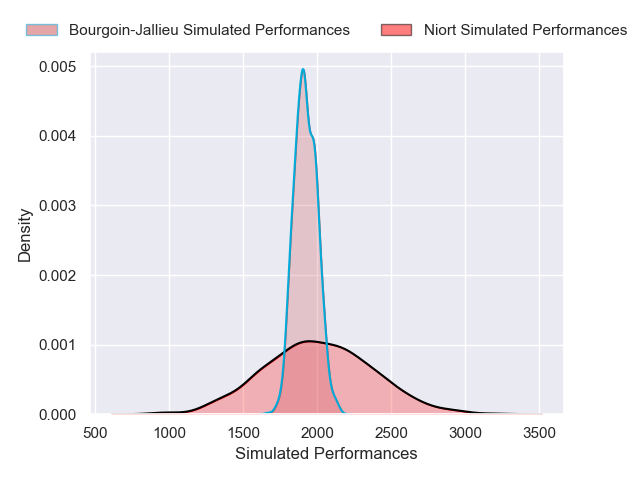 Bourgoin-Jallieu Simulated Performances Niort Simulated Performances
0.005
0.004
0.003
0.002
0.001
0.000
Density
500 1000 1500 2000 2500 3000 3500
Simulated Performances